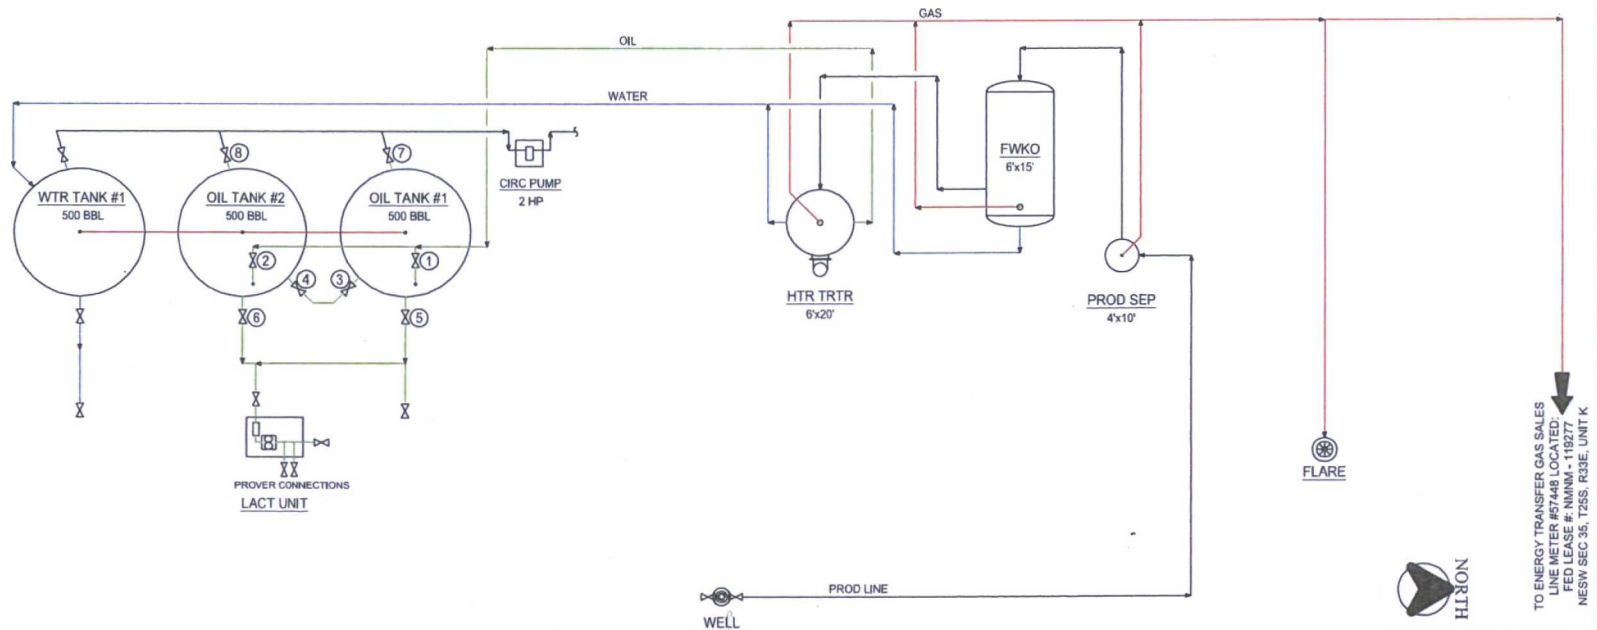 GAS
OIL
WATER
⑧
⑦
CIRC PUMP
2 HP
FWKO
6'x15'
WTR TANK #1
500 BBL
OIL TANK #2
500 BBL
OIL TANK #1
500 BBL
②
①
④
③
⑥
⑤
HTR TRTR
6'x20'
PROD SEP
4'x10'
PROVER CONNECTIONS
LACT UNIT
FLARE
TO ENERGY TRANSFER GAS SALES
LINE METER #57448 LOCATED:
FED LEASE #: NMNM - 119277
NESW SEC 35, T25S, R33E, UNIT K
PROD LINE
WELL
NORTH